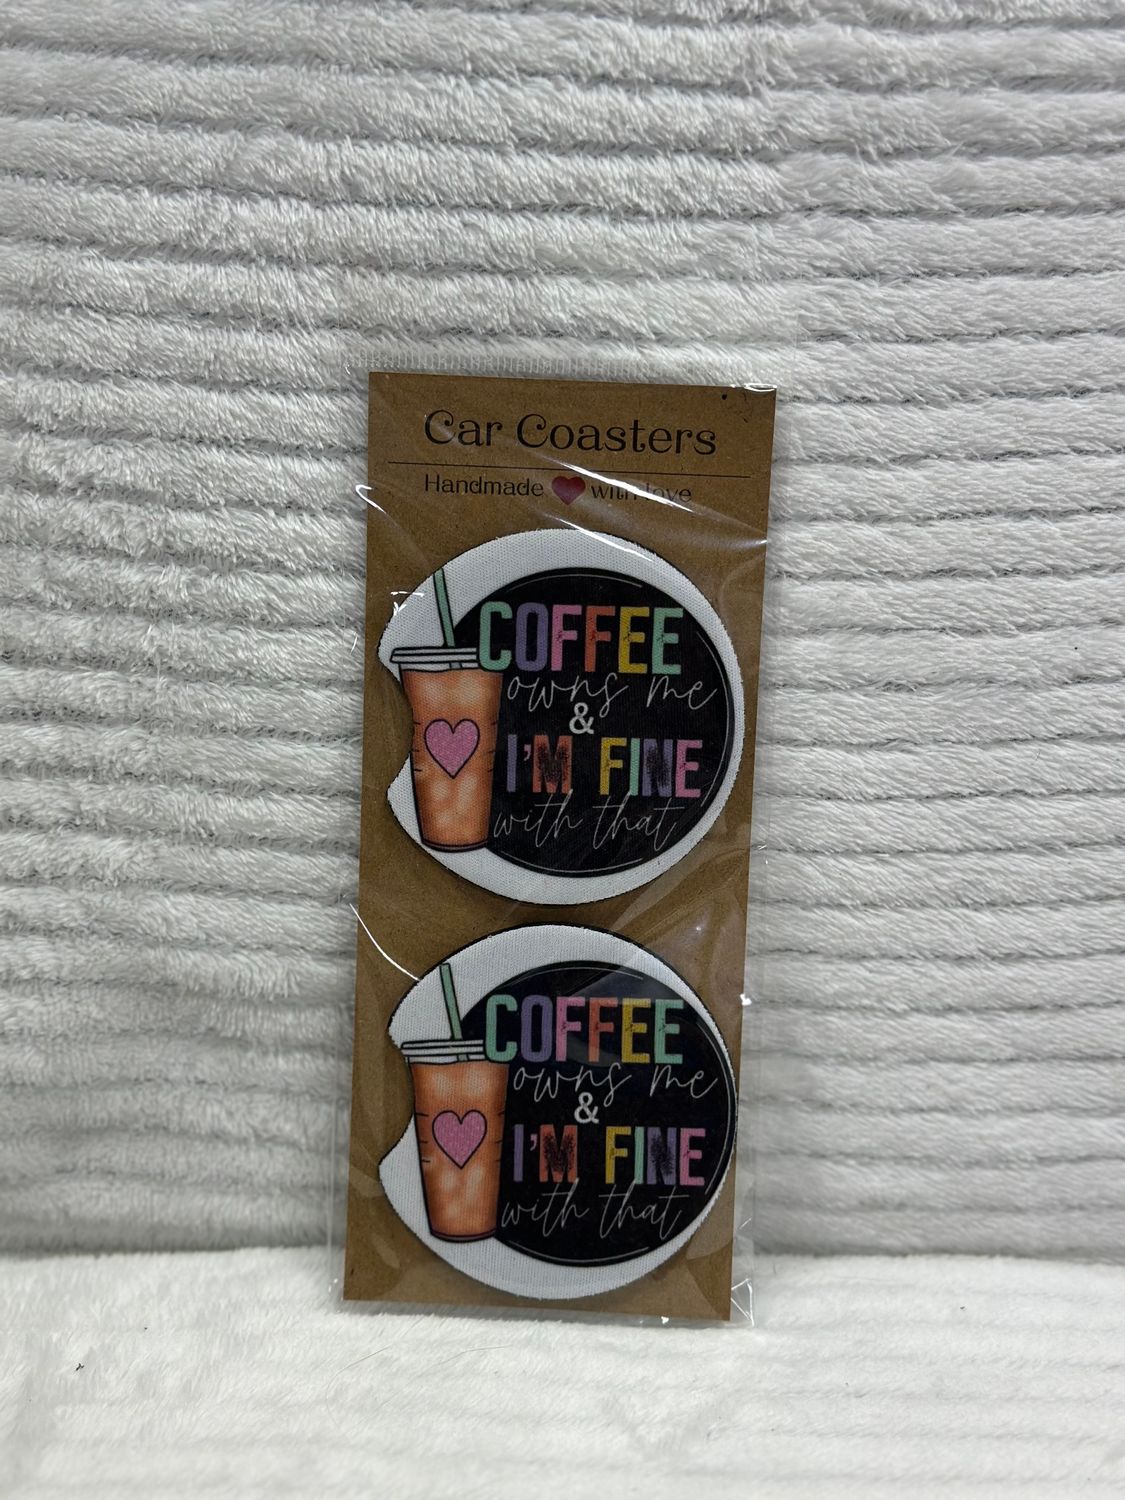 Car Coasters
Handmade with love
COFFEE
owns me
&
I'M FINE
with that
COFFEE
owns me
&
I'M FINE
with that